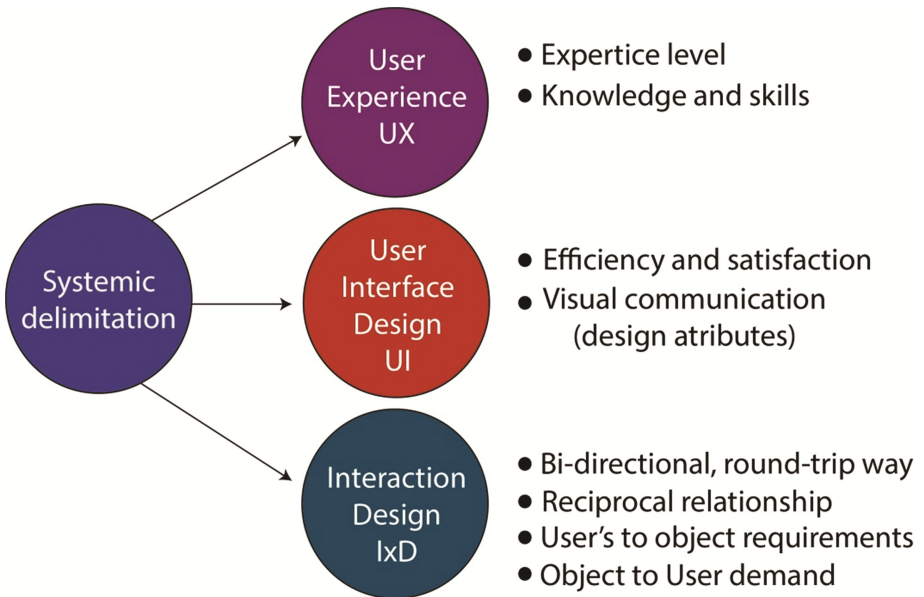 User
Experience
UX
• Expertice level
• Knowledge and skills
Systemic
delimitation
User
Interface
Design
UI
• Efficiency and satisfaction
• Visual communication
(design atributes)
Interaction
Design
IxD
• Bi-directional, round-trip way
• Reciprocal relationship
• User’s to object requirements
• Object to User demand